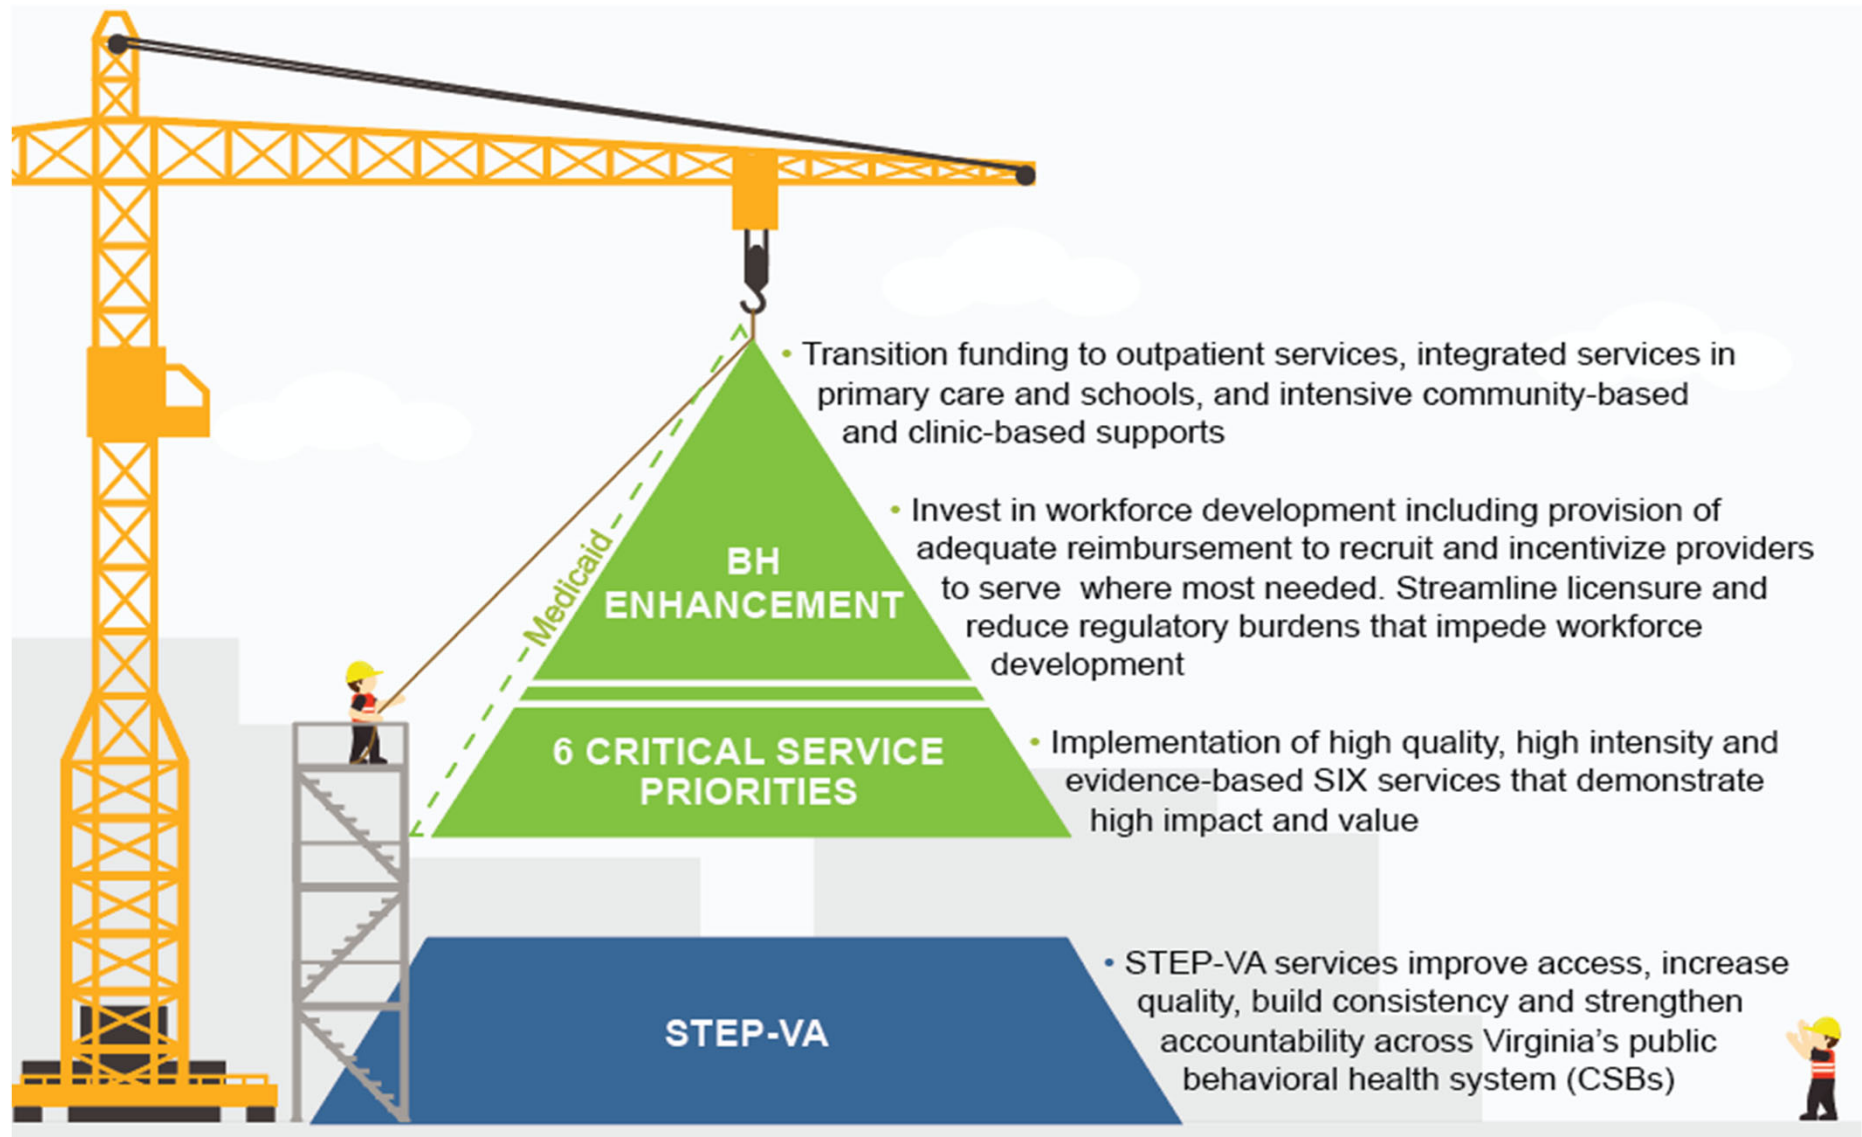 • Transition funding to outpatient services, integrated services in
primary care and schools, and intensive community-based
and clinic-based supports
• Invest in workforce development including provision of
adequate reimbursement to recruit and incentivize providers
to serve  where most needed. Streamline licensure and
reduce regulatory burdens that impede workforce
development
Medicaid
BH
ENHANCEMENT
6 CRITICAL SERVICE
PRIORITIES
• Implementation of high quality, high intensity and
evidence-based SIX services that demonstrate
high impact and value
STEP-VA
• STEP-VA services improve access, increase
quality, build consistency and strengthen
accountability across Virginia’s public
behavioral health system (CSBs)